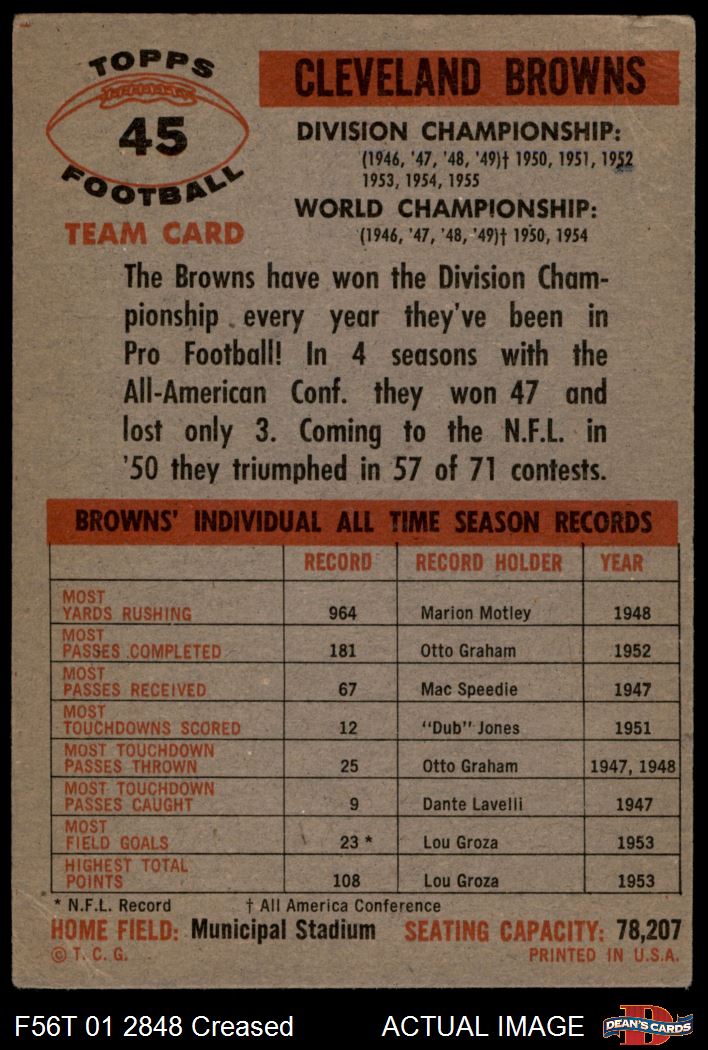 TOPPS
45
FOOTBALL
TEAM CARD
CLEVELAND BROWNS
DIVISION CHAMPIONSHIP:
(1946, '47, '48, '49)† 1950, 1951, 1952
1953, 1954, 1955
WORLD CHAMPIONSHIP:
(1946, '47, '48, '49)† 1950, 1954
The Browns have won the Division Cham-
pionship every year they've been in
Pro Football! In 4 seasons with the
All-American Conf. they won 47 and
lost only 3. Coming to the N.F.L. in
'50 they triumphed in 57 of 71 contests.
BROWNS' INDIVIDUAL ALL TIME SEASON RECORDS
RECORD RECORD HOLDER YEAR
MOST
YARDS RUSHING 964 Marion Motley 1948
MOST
PASSES COMPLETED 181 Otto Graham 1952
MOST
PASSES RECEIVED 67 Mac Speedie 1947
MOST
TOUCHDOWNS SCORED 12 "Dub" Jones 1951
MOST TOUCHDOWN
PASSES THROWN 25 Otto Graham 1947, 1948
MOST TOUCHDOWN
PASSES CAUGHT 9 Dante Lavelli 1947
MOST
FIELD GOALS 23 * Lou Groza 1953
HIGHEST TOTAL
POINTS 108 Lou Groza 1953
* N.F.L. Record † All America Conference
HOME FIELD: Municipal Stadium SEATING CAPACITY: 78,207
© T. C. G. PRINTED IN U.S.A.
F56T 01 2848 Creased ACTUAL IMAGE DEAN'S CARDS